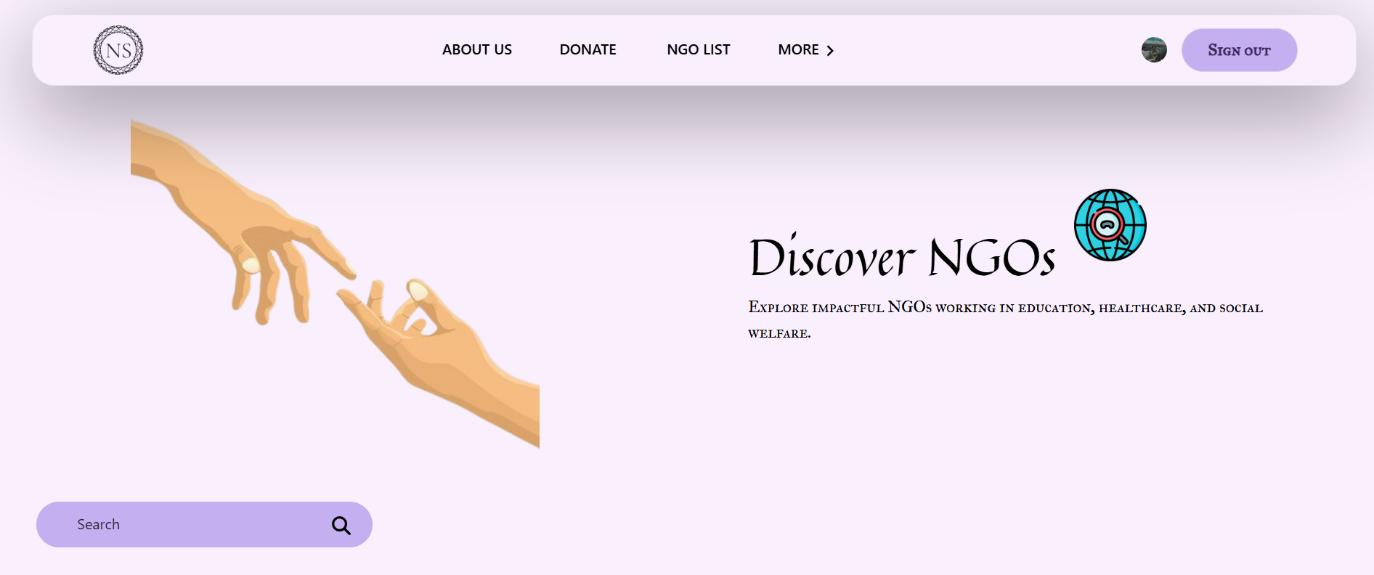 NS
ABOUT US
DONATE
NGO LIST
MORE
Sign out
Discover NGOs
Explore impactful NGOs working in education, healthcare, and social
welfare.
Search